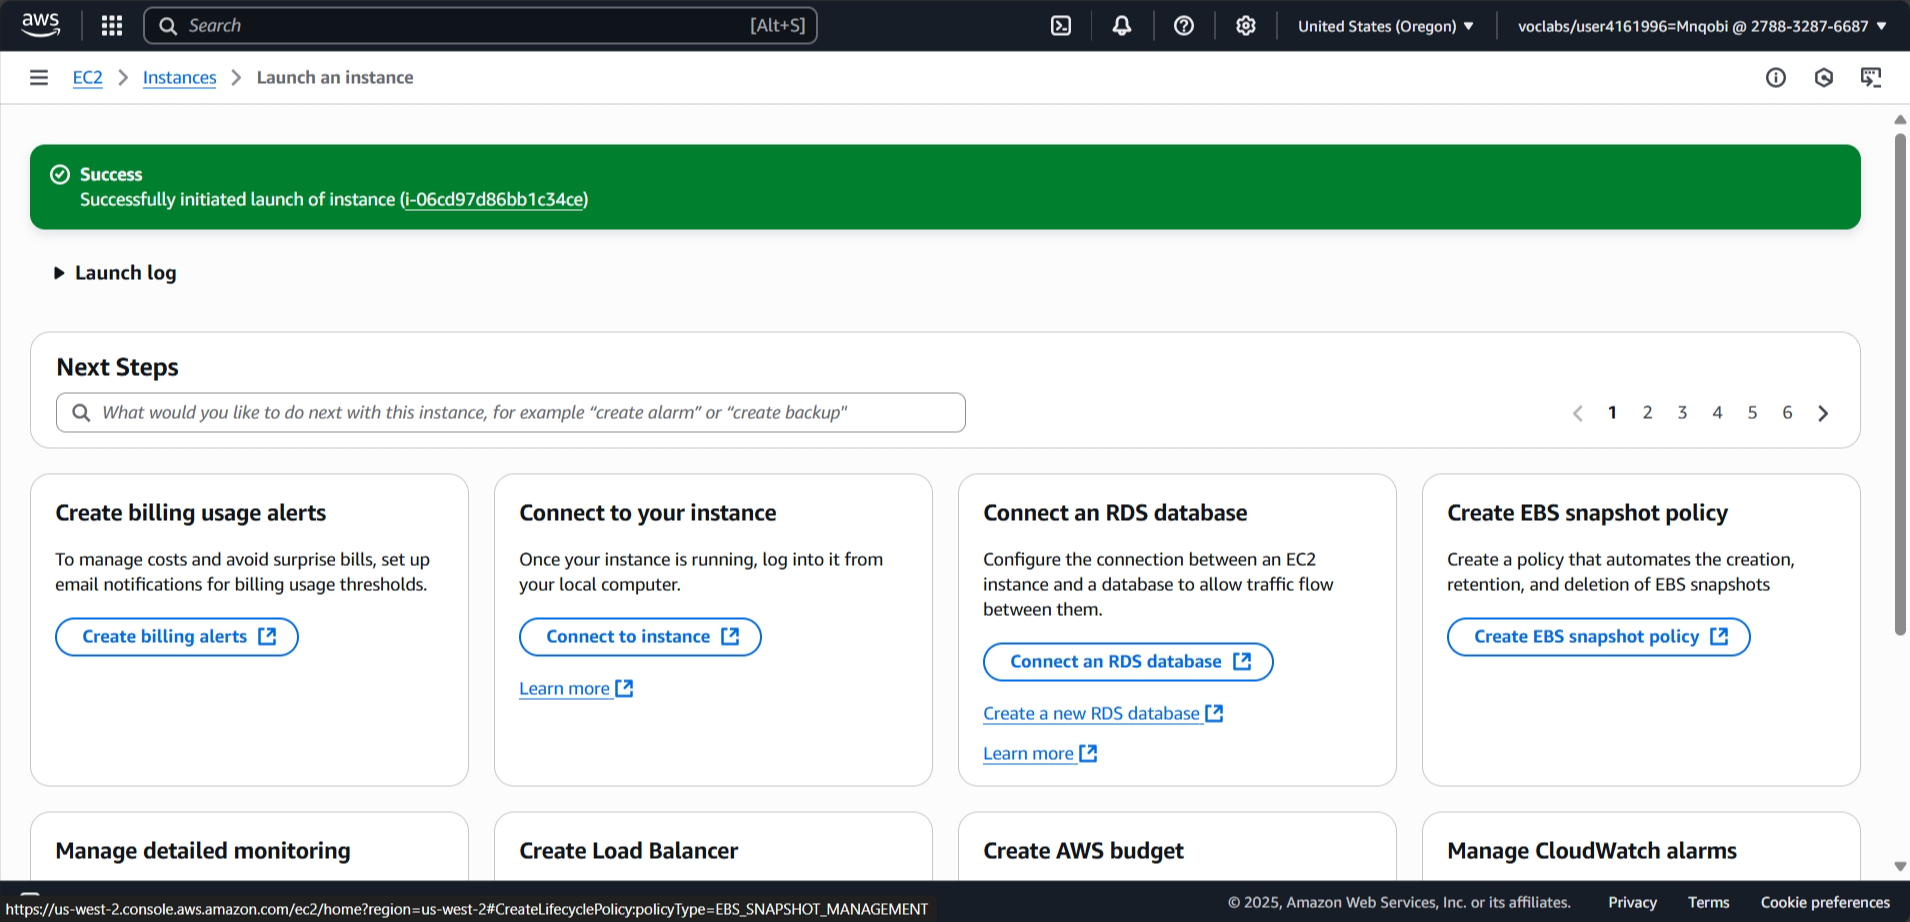 aws
Search
[Alt+S]
United States (Oregon)
voclabs/user4161996=Mnqobi @ 2788-3287-6687
EC2
Instances
Launch an instance
Success
Successfully initiated launch of instance (i-06cd97d86bb1c34ce)
Launch log
Next Steps
What would you like to do next with this instance, for example “create alarm” or “create backup"
1 2 3 4 5 6
Create billing usage alerts
To manage costs and avoid surprise bills, set up
email notifications for billing usage thresholds.
Create billing alerts
Connect to your instance
Once your instance is running, log into it from
your local computer.
Connect to instance
Learn more
Connect an RDS database
Configure the connection between an EC2
instance and a database to allow traffic flow
between them.
Connect an RDS database
Create a new RDS database
Learn more
Create EBS snapshot policy
Create a policy that automates the creation,
retention, and deletion of EBS snapshots
Create EBS snapshot policy
Manage detailed monitoring
Create Load Balancer
Create AWS budget
Manage CloudWatch alarms
https://us-west-2.console.aws.amazon.com/ec2/home?region=us-west-2#CreateLifecyclePolicy:policyType=EBS_SNAPSHOT_MANAGEMENT
© 2025, Amazon Web Services, Inc. or its affiliates.
Privacy
Terms
Cookie preferences